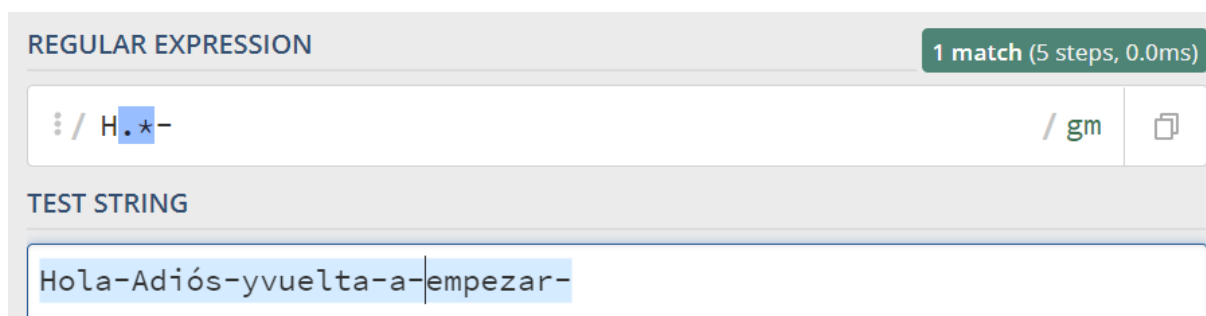 REGULAR EXPRESSION
1 match (5 steps, 0.0ms)
/ H.*- / gm
TEST STRING
Hola-Adiós-yvuelta-a-empezar-